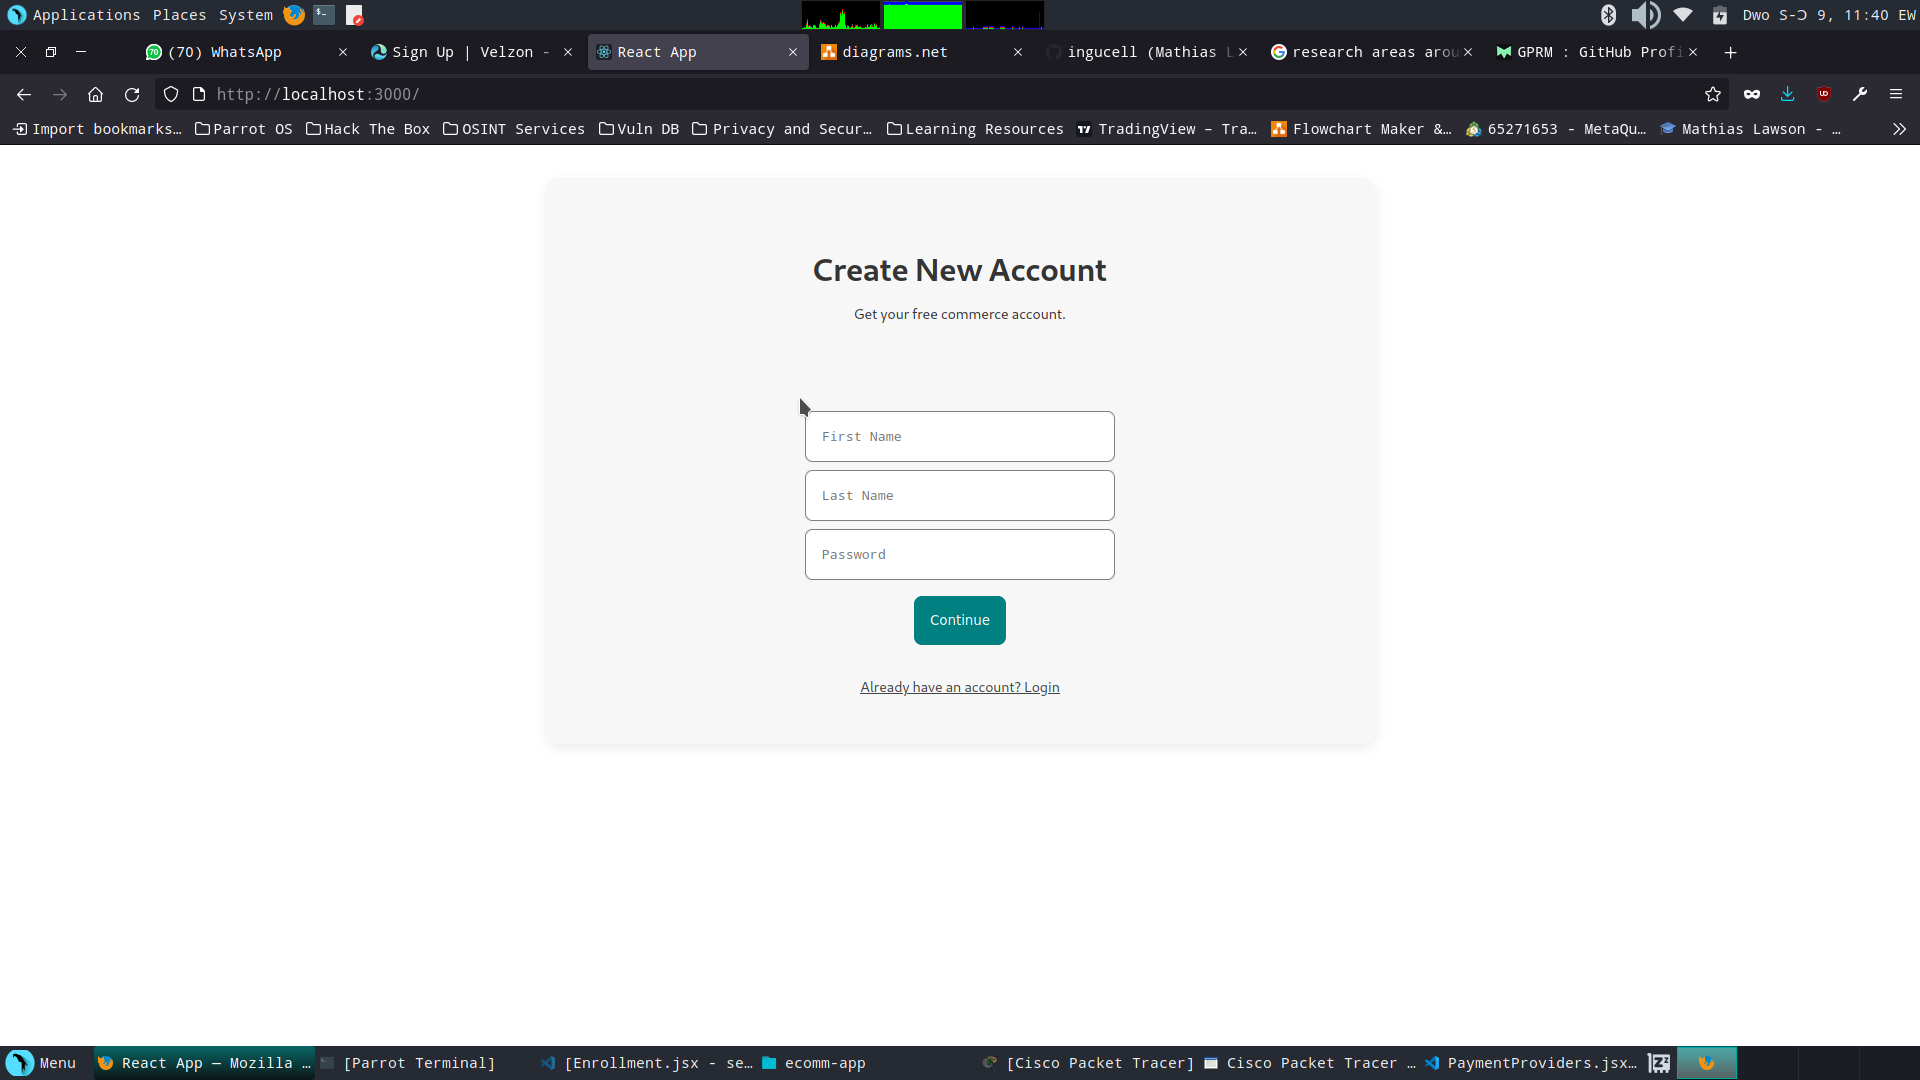 Applications Places System
Dwo S-Ɔ 9, 11:40 EW
(70) WhatsApp
Sign Up | Velzon -
React App
diagrams.net
ingucell (Mathias L
research areas arou
GPRM : GitHub Profi
http://localhost:3000/
Import bookmarks…
Parrot OS
Hack The Box
OSINT Services
Vuln DB
Privacy and Secur…
Learning Resources
TradingView – Tra…
Flowchart Maker &…
65271653 - MetaQu…
Mathias Lawson - …
Create New Account
Get your free commerce account.
First Name
Last Name
Password
Continue
Already have an account? Login
Menu
React App — Mozilla …
[Parrot Terminal]
[Enrollment.jsx - se…
ecomm-app
[Cisco Packet Tracer]
Cisco Packet Tracer …
PaymentProviders.jsx…